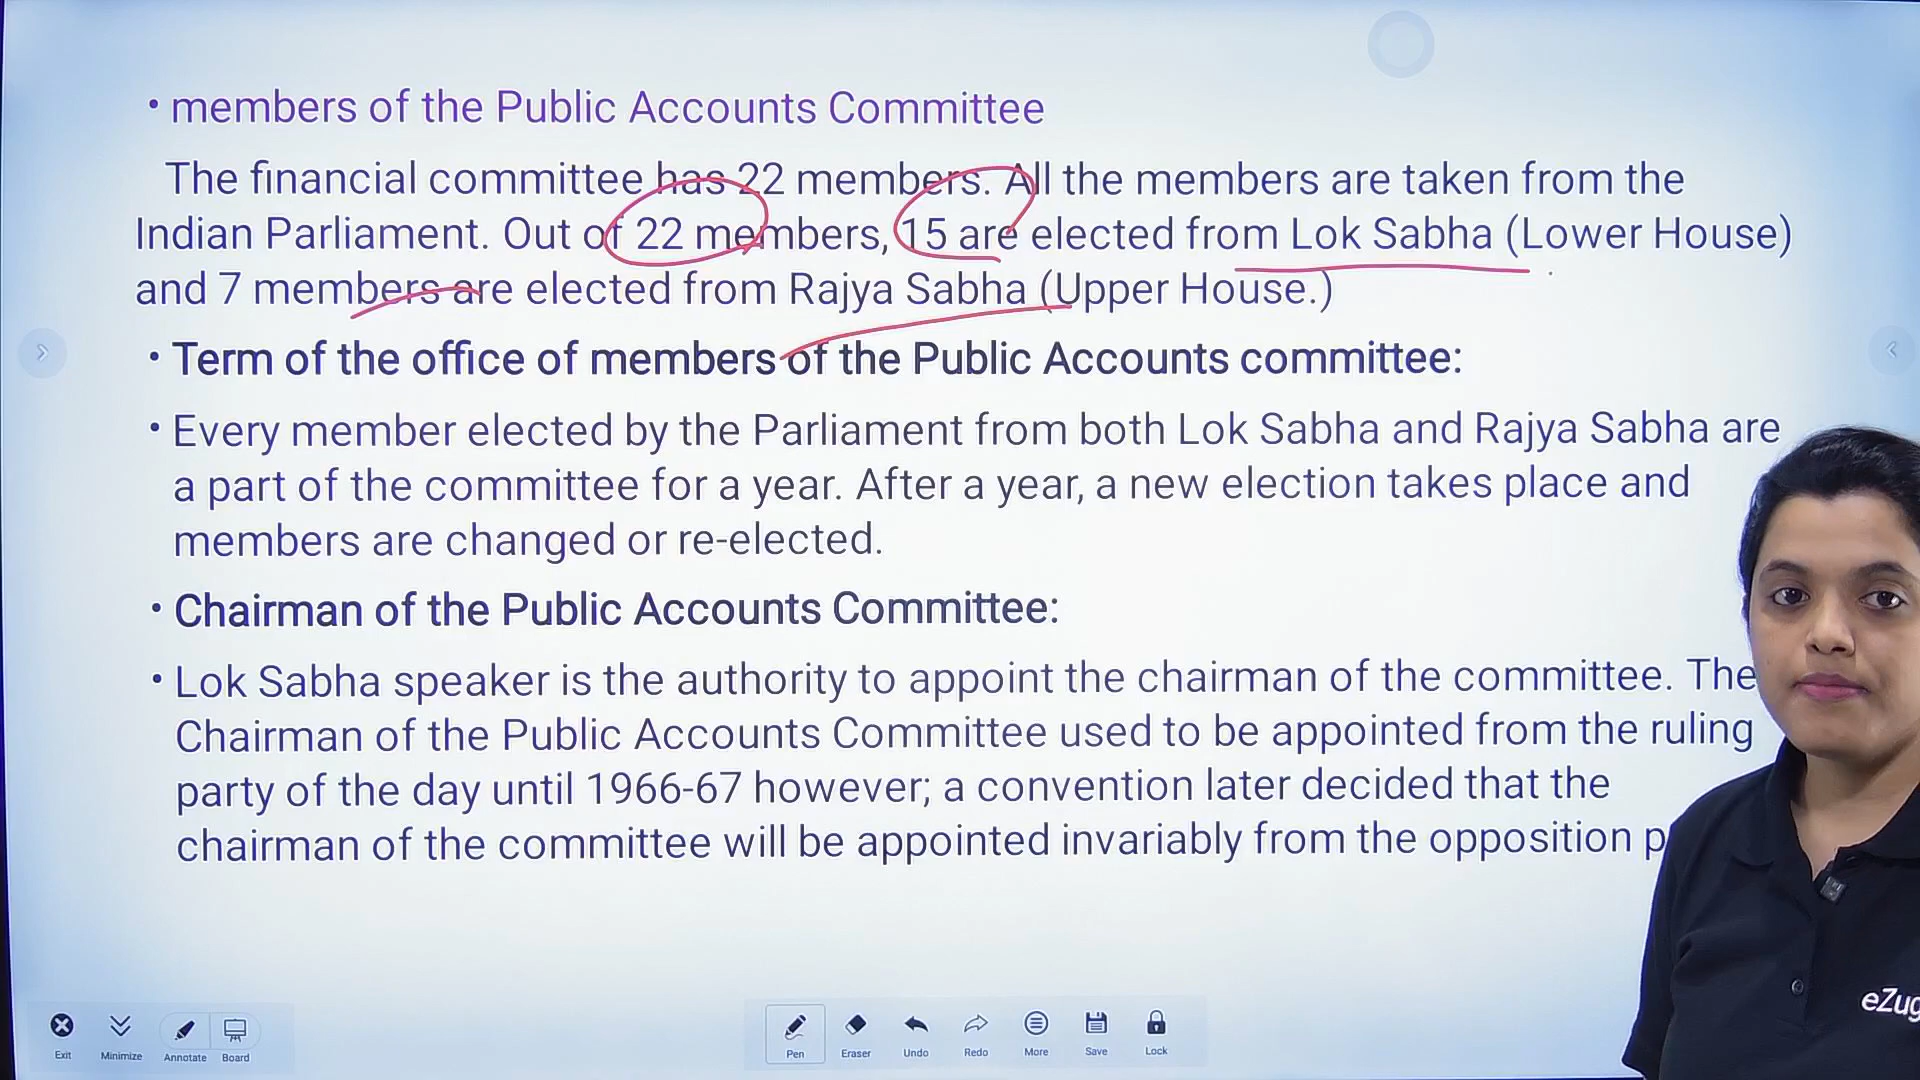 • members of the Public Accounts Committee
The financial committee has 22 members. All the members are taken from the
Indian Parliament. Out of 22 members, 15 are elected from Lok Sabha (Lower House)
and 7 members are elected from Rajya Sabha (Upper House.)
• Term of the office of members of the Public Accounts committee:
• Every member elected by the Parliament from both Lok Sabha and Rajya Sabha are
a part of the committee for a year. After a year, a new election takes place and
members are changed or re-elected.
• Chairman of the Public Accounts Committee:
• Lok Sabha speaker is the authority to appoint the chairman of the committee. The
Chairman of the Public Accounts Committee used to be appointed from the ruling
party of the day until 1966-67 however; a convention later decided that the
chairman of the committee will be appointed invariably from the opposition
eZug
Exit Minimize Annotate Board Pen Eraser Undo Redo More Save Lock